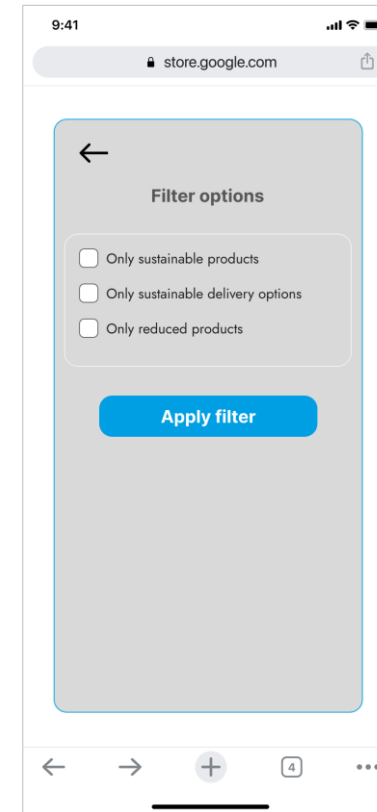 9:41
store.google.com
Filter options
Only sustainable products
Only sustainable delivery options
Only reduced products
Apply filter
4